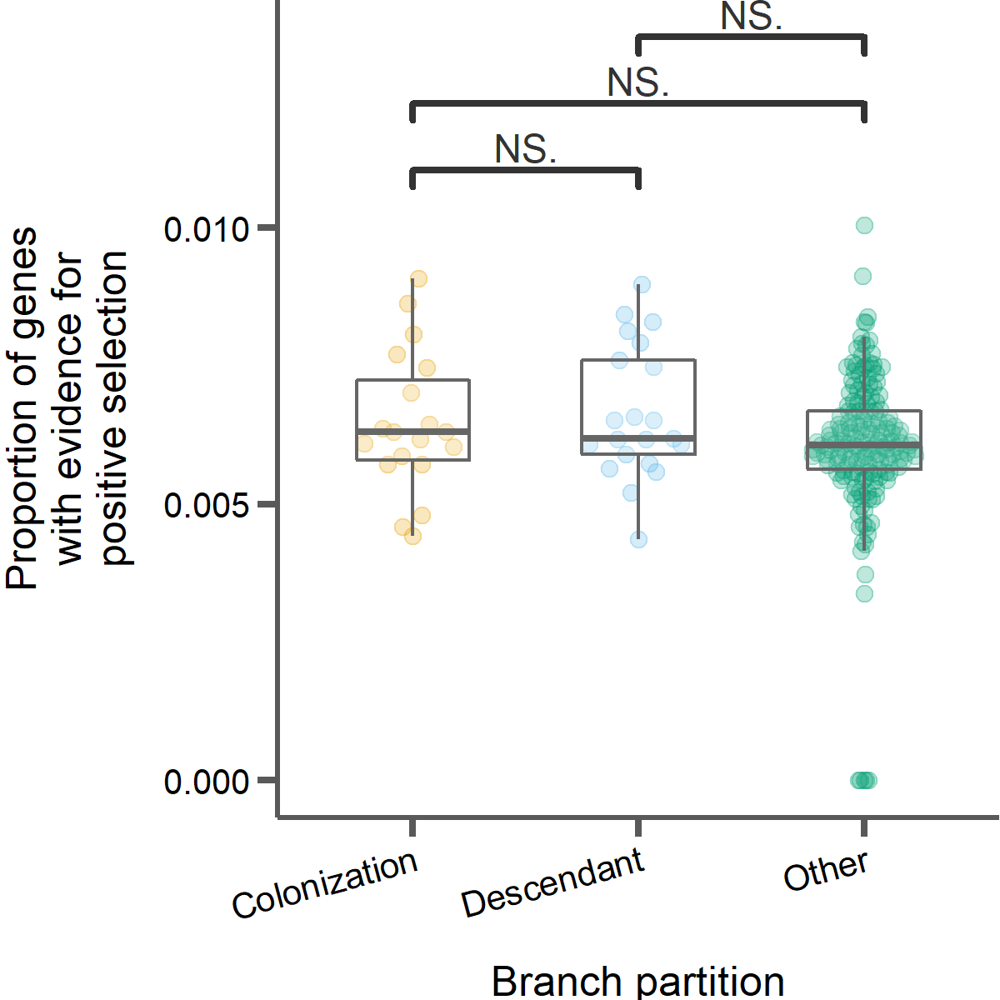 NS.
NS.
NS.
Proportion of genes
with evidence for
positive selection
0.010
0.005
0.000
Colonization
Descendant
Other
Branch partition